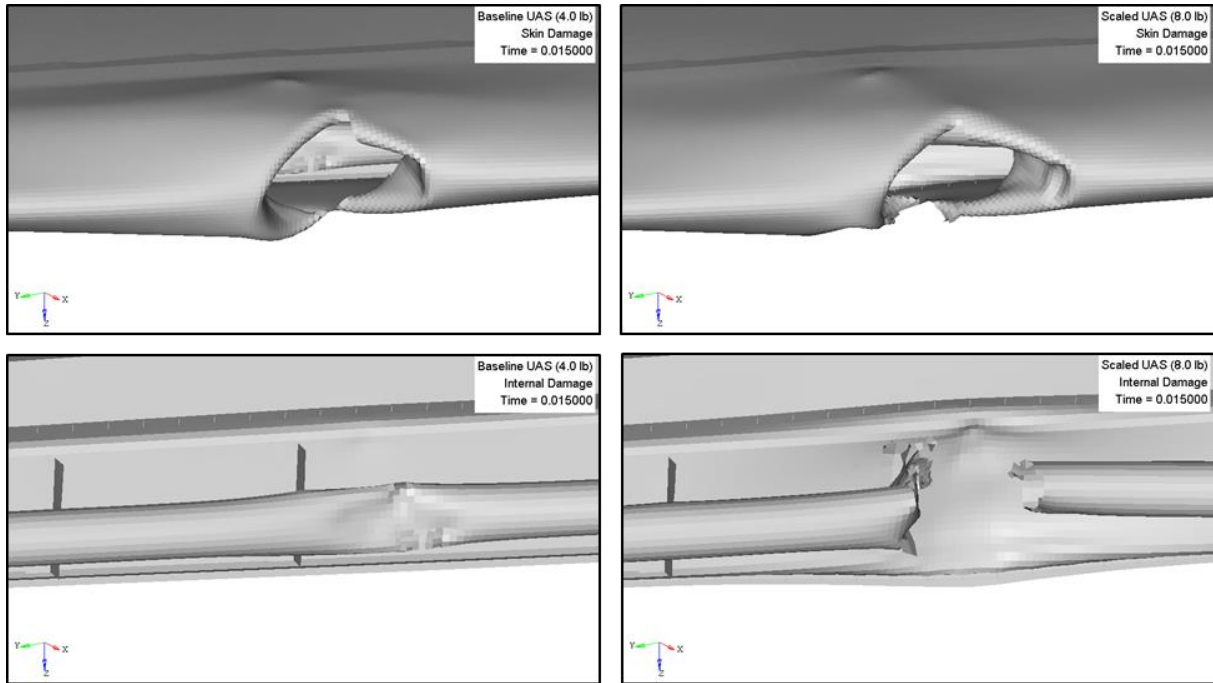 Baseline UAS (4.0 lb)
Skin Damage
Time = 0.015000
Y
X
Z
Scaled UAS (8.0 lb)
Skin Damage
Time = 0.015000
Y
X
Z
Baseline UAS (4.0 lb)
Internal Damage
Time = 0.015000
Y
X
Z
Scaled UAS (8.0 lb)
Internal Damage
Time = 0.015000
Y
X
Z